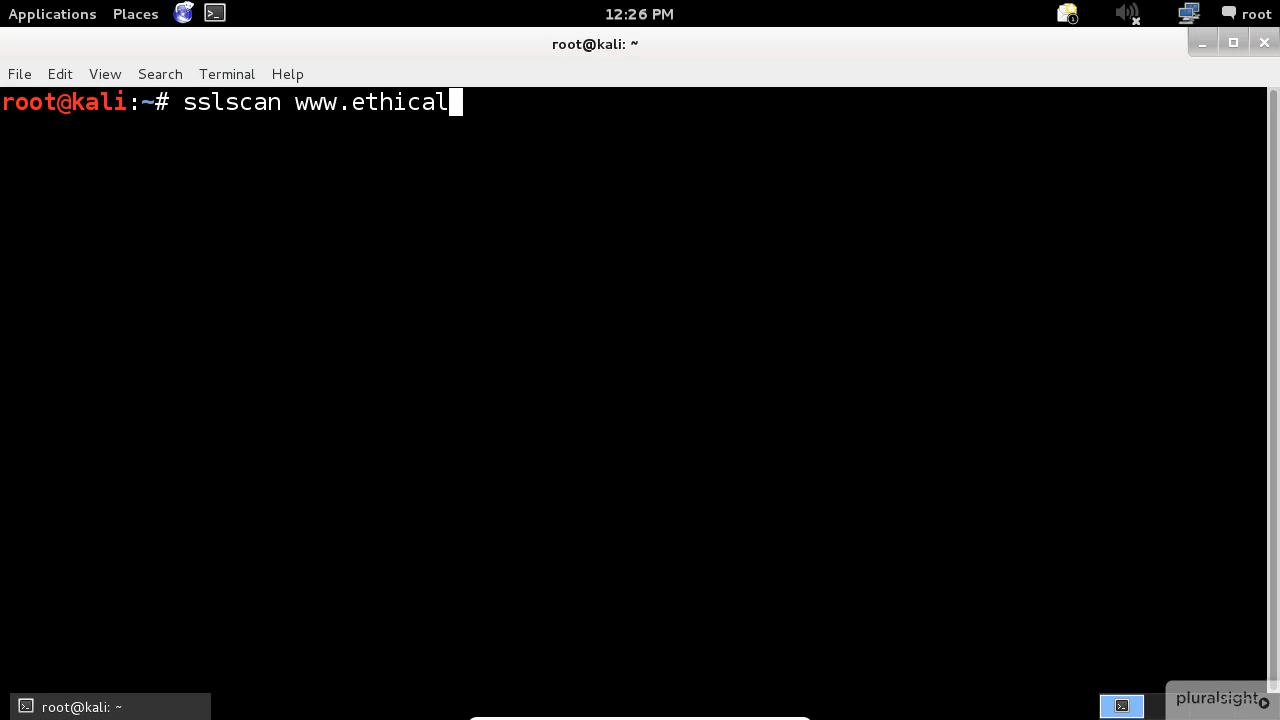 Applications Places 12:26 PM 1 root
root@kali: ~
File Edit View Search Terminal Help
root@kali:~# sslscan www.ethical
root@kali: ~
pluralsight